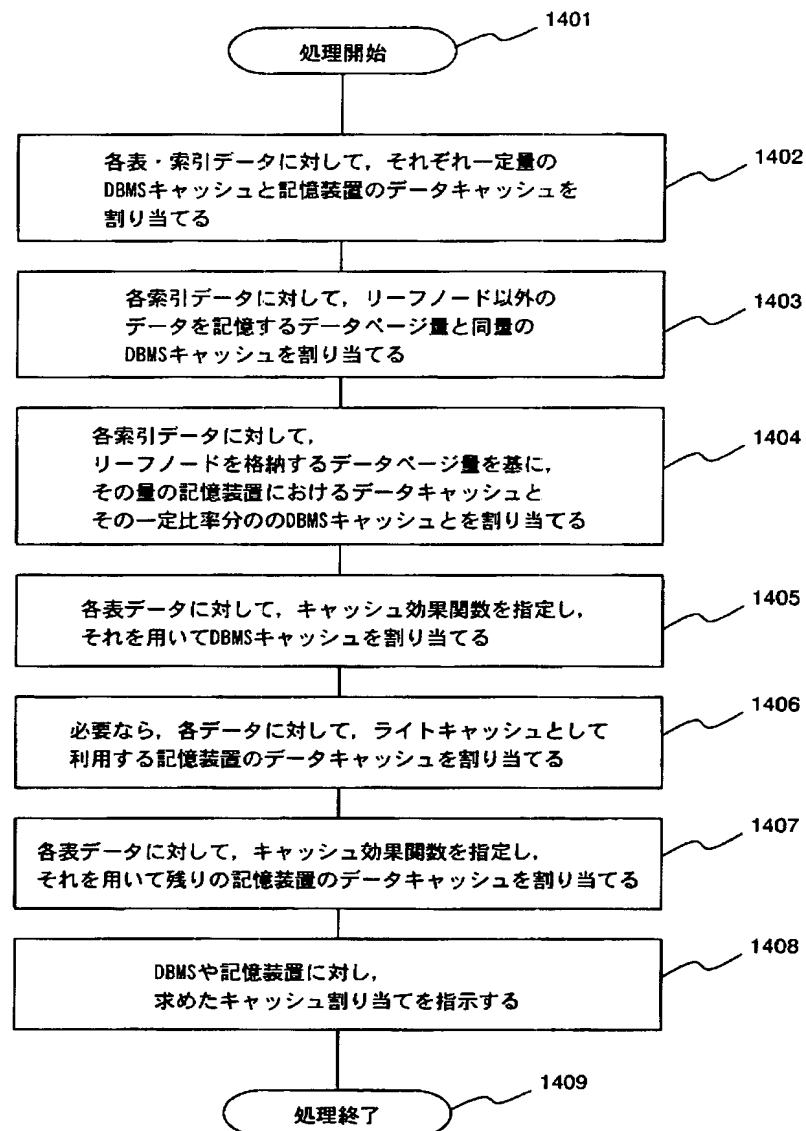 1401
処理開始
1402
各表・索引データに対して，それぞれ一定量の
DBMSキャッシュと記憶装置のデータキャッシュを
割り当てる
1403
各索引データに対して，リーフノード以外の
データを記憶するデータページ量と同量の
DBMSキャッシュを割り当てる
1404
各索引データに対して，
リーフノードを格納するデータページ量を基に，
その量の記憶装置におけるデータキャッシュと
その一定比率分ののDBMSキャッシュとを割り当てる
1405
各表データに対して，キャッシュ効果関数を指定し，
それを用いてDBMSキャッシュを割り当てる
1406
必要なら，各データに対して，ライトキャッシュとして
利用する記憶装置のデータキャッシュを割り当てる
1407
各表データに対して，キャッシュ効果関数を指定し，
それを用いて残りの記憶装置のデータキャッシュを割り当てる
1408
DBMSや記憶装置に対し，
求めたキャッシュ割り当てを指示する
1409
処理終了